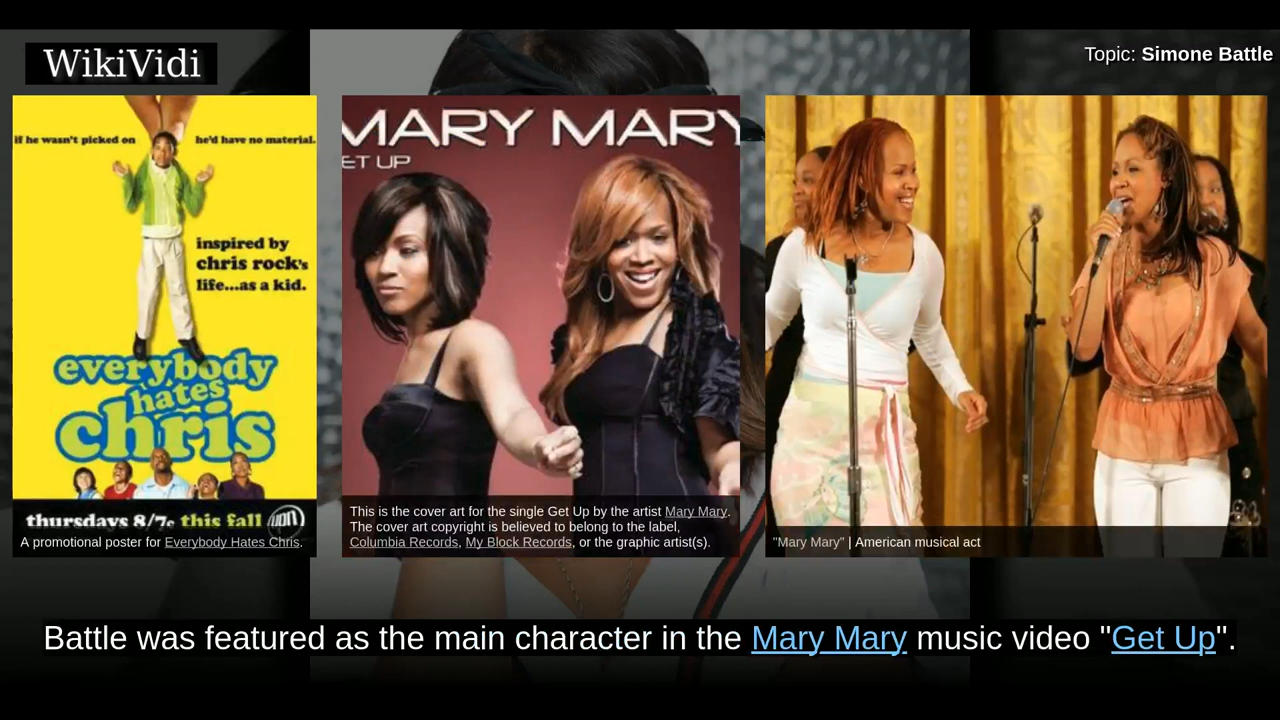 WikiVidi
Topic: Simone Battle
if he wasn't picked on he'd have no material.
inspired by
chris rock's
life...as a kid.
everybody
hates
chris
thursdays 8/7c this fall upn
A promotional poster for Everybody Hates Chris.
MARY MARY
ET UP
This is the cover art for the single Get Up by the artist Mary Mary.
The cover art copyright is believed to belong to the label,
Columbia Records, My Block Records, or the graphic artist(s).
"Mary Mary" | American musical act
Battle was featured as the main character in the Mary Mary music video "Get Up".